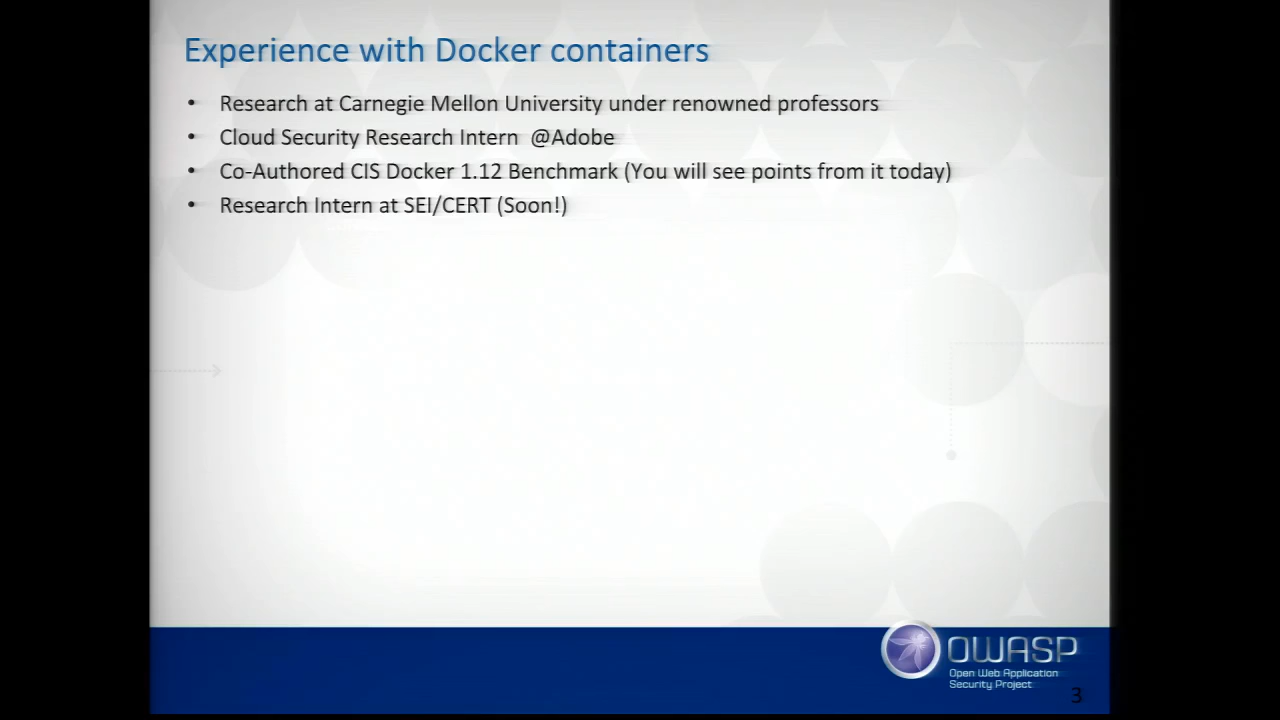 Experience with Docker containers
• Research at Carnegie Mellon University under renowned professors
• Cloud Security Research Intern @Adobe
• Co-Authored CIS Docker 1.12 Benchmark (You will see points from it today)
• Research Intern at SEI/CERT (Soon!)
OWASP
Open Web Application
Security Project
3